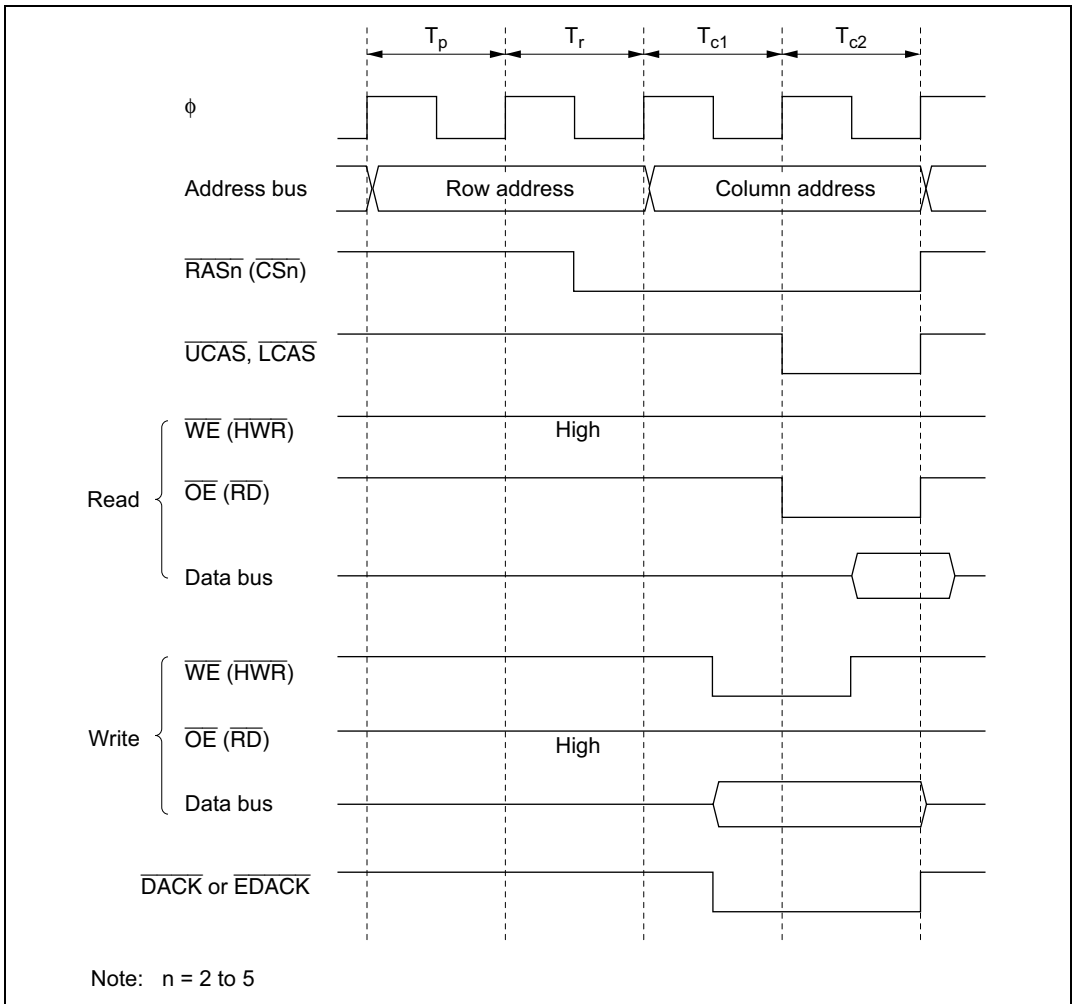 Tp Tr Tc1 Tc2
φ
Address bus Row address Column address
RASn (CSn)
UCAS, LCAS
WE (HWR) High
Read OE (RD)
Data bus
WE (HWR)
Write OE (RD) High
Data bus
DACK or EDACK
Note: n = 2 to 5